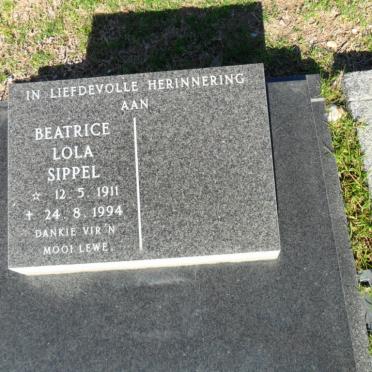 IN LIEFDEVOLLE HERINNERING
AAN
BEATRICE
LOLA
SIPPEL
☆ 12. 5. 1911
✝ 24. 8. 1994
DANKIE VIR 'N
MOOI LEWE.